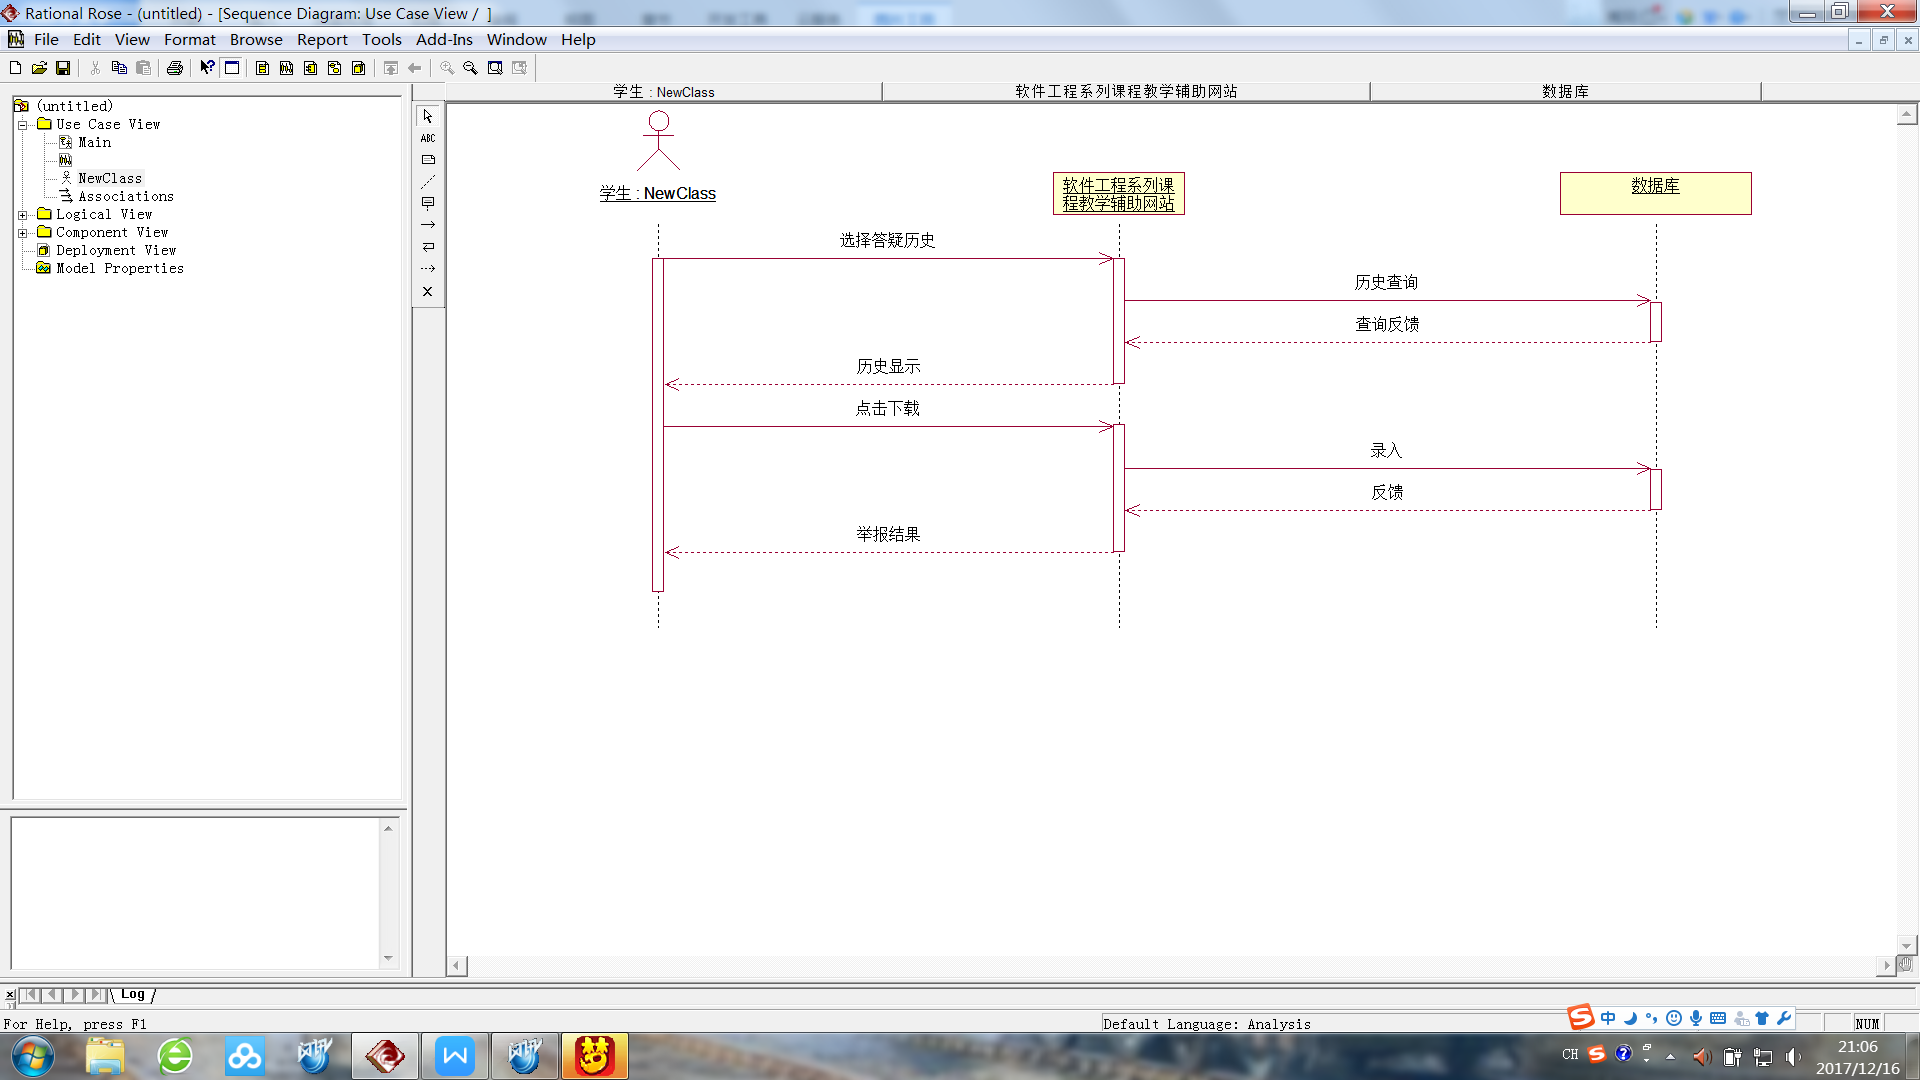 Rational Rose - (untitled) - [Sequence Diagram: Use Case View / ]
File Edit View Format Browse Report Tools Add-Ins Window Help
学生 : NewClass 软件工程系列课程教学辅助网站 数据库
(untitled)
Use Case View
Main
NewClass
Associations
Logical View
Component View
Deployment View
Model Properties
ABC
学生 : NewClass
软件工程系列课
程教学辅助网站
数据库
选择答疑历史
历史查询
查询反馈
历史显示
点击下载
录入
反馈
举报结果
Log
For Help, press F1
Default Language: Analysis
中
NUM
CH
21:06
2017/12/16